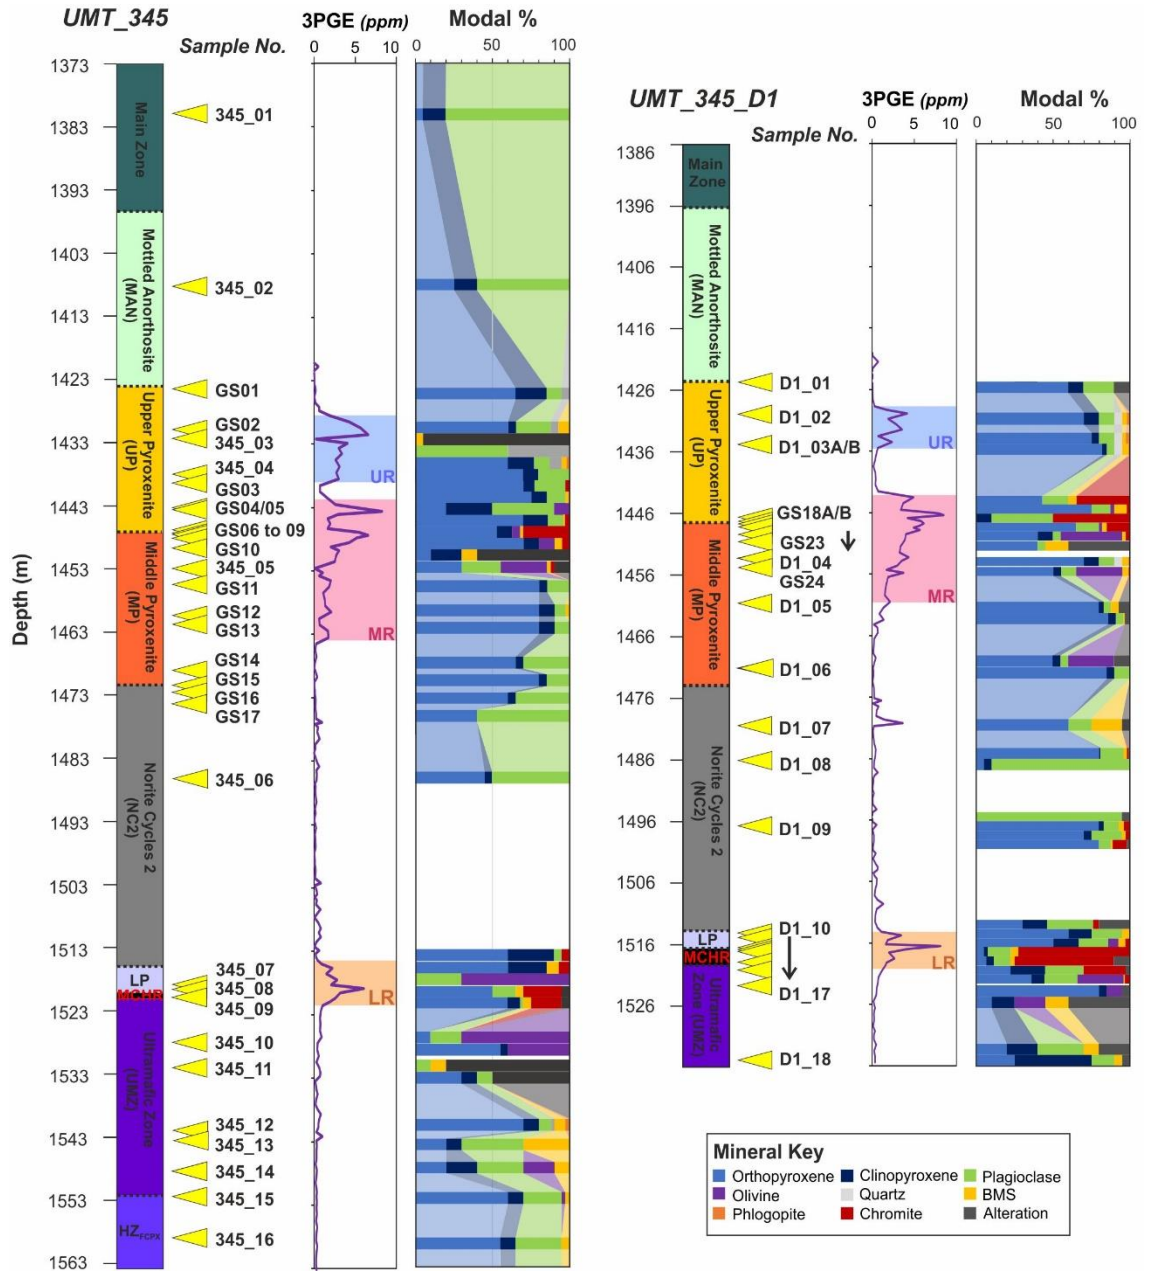 UMT_345
3PGE (ppm)
Modal %
Sample No.
0 5 10
0 50 100
Depth (m)
1373
1383
1393
1403
1413
1423
1433
1443
1453
1463
1473
1483
1493
1503
1513
1523
1533
1543
1553
1563
Main Zone
Mottled Anorthosite
(MAN)
Upper Pyroxenite
(UP)
Middle Pyroxenite
(MP)
Norite Cycles 2
(NC2)
LP
MCHR
Ultramafic Zone
(UMZ)
HZFCPX
345_01
345_02
GS01
GS02
345_03
345_04
GS03
GS04/05
GS06 to 09
GS10
345_05
GS11
GS12
GS13
GS14
GS15
GS16
GS17
345_06
345_07
345_08
345_09
345_10
345_11
345_12
345_13
345_14
345_15
345_16
UR
MR
LR
UMT_345_D1
3PGE (ppm)
Modal %
Sample No.
0 5 10
0 50 100
1386
1396
1406
1416
1426
1436
1446
1456
1466
1476
1486
1496
1506
1516
1526
Main
Zone
Mottled Anorthosite
(MAN)
Upper Pyroxenite
(UP)
Middle Pyroxenite
(MP)
Norite Cycles 2
(NC2)
LP
MCHR
Ultramafic
Zone (UMZ)
D1_01
D1_02
D1_03A/B
GS18A/B
GS23
D1_04
GS24
D1_05
D1_06
D1_07
D1_08
D1_09
D1_10
D1_17
D1_18
UR
MR
LR
Mineral Key
Orthopyroxene Clinopyroxene Plagioclase
Olivine Quartz BMS
Phlogopite Chromite Alteration